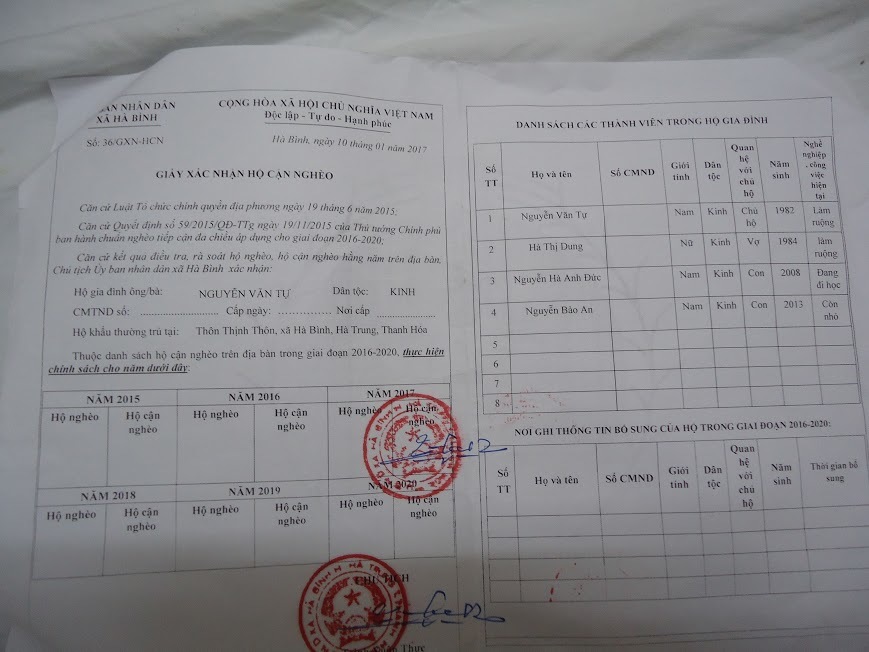 AN NHÂN DÂN
XÃ HÀ BÌNH
CỘNG HÒA XÃ HỘI CHỦ NGHĨA VIỆT NAM
Độc lập - Tự do - Hạnh phúc
Số: 36/GXN-HCN
Hà Bình, ngày 10 tháng 01 năm 2017
GIẤY XÁC NHẬN HỘ CẬN NGHÈO
Căn cứ Luật Tổ chức chính quyền địa phương ngày 19 tháng 6 năm 2015.
Căn cứ Quyết định số 59/2015/QĐ-TTg ngày 19/11/2015 của Thủ tướng Chính phủ
ban hành chuẩn nghèo tiếp cận đa chiều áp dụng cho giai đoạn 2016-2020;
Căn cứ kết quả điều tra, rà soát hộ nghèo, hộ cận nghèo hằng năm trên địa bàn,
Chủ tịch Ủy ban nhân dân xã Hà Bình xác nhận:
Hộ gia đình ông/bà: NGUYỄN VĂN TỰ Dân tộc: KINH
CMTND số: ........................ Cấp ngày: ................ Nơi cấp ........................
Hộ khẩu thường trú tại: Thôn Thịnh Thôn, xã Hà Bình, Hà Trung, Thanh Hóa
Thuộc danh sách hộ cận nghèo trên địa bàn trong giai đoạn 2016-2020, thực hiện
chính sách cho năm dưới đây:
NĂM 2015 NĂM 2016 NĂM 2017
Hộ nghèo Hộ cận nghèo Hộ nghèo Hộ cận nghèo Hộ nghèo Hộ cận nghèo
NĂM 2018 NĂM 2019 NĂM 2020
Hộ nghèo Hộ cận nghèo Hộ nghèo Hộ cận nghèo Hộ nghèo Hộ cận nghèo
CHỦ TỊCH
Thực
DANH SÁCH CÁC THÀNH VIÊN TRONG HỘ GIA ĐÌNH
Số TT Họ và tên Số CMND Giới tính Dân tộc Quan hệ với chủ hộ Năm sinh Nghề nghiệp, công việc hiện tại
1 Nguyễn Văn Tự Nam Kinh Chủ hộ 1982 Làm ruộng
2 Hà Thị Dung Nữ Kinh Vợ 1984 làm ruộng
3 Nguyễn Hà Anh Đức Nam Kinh Con 2008 Đang đi học
4 Nguyễn Bảo An Nam Kinh Con 2013 Còn nhỏ
5
6
7
8
NƠI GHI THÔNG TIN BỔ SUNG CỦA HỘ TRONG GIAI ĐOẠN 2016-2020:
Số TT Họ và tên Số CMND Giới tính Dân tộc Quan hệ với chủ hộ Năm sinh Thời gian bổ sung